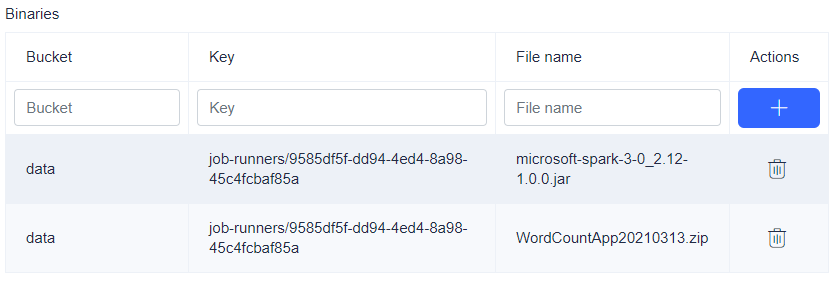 Binaries
Bucket Key File name Actions
Bucket Key File name
data job-runners/9585df5f-dd94-4ed4-8a98-45c4fcbaf85a microsoft-spark-3-0_2.12-1.0.0.jar
data job-runners/9585df5f-dd94-4ed4-8a98-45c4fcbaf85a WordCountApp20210313.zip